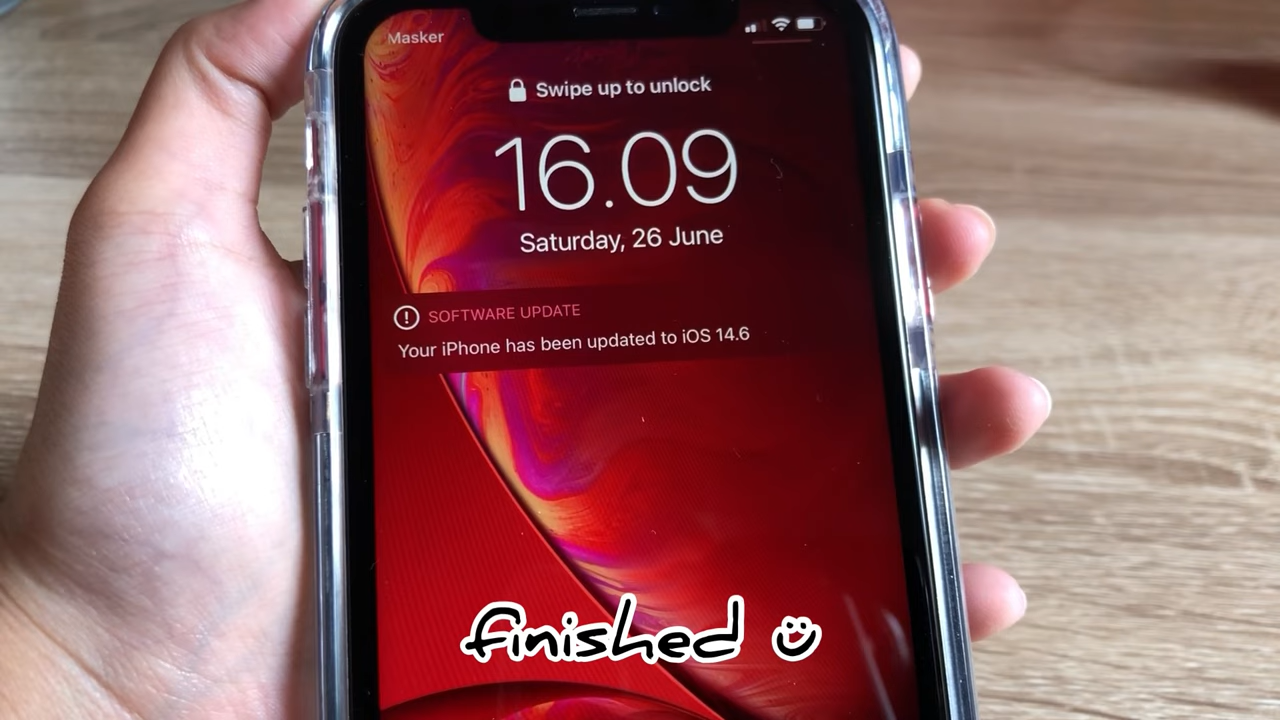 Masker
Swipe up to unlock
16.09
Saturday, 26 June
SOFTWARE UPDATE
Your iPhone has been updated to iOS 14.6
finished